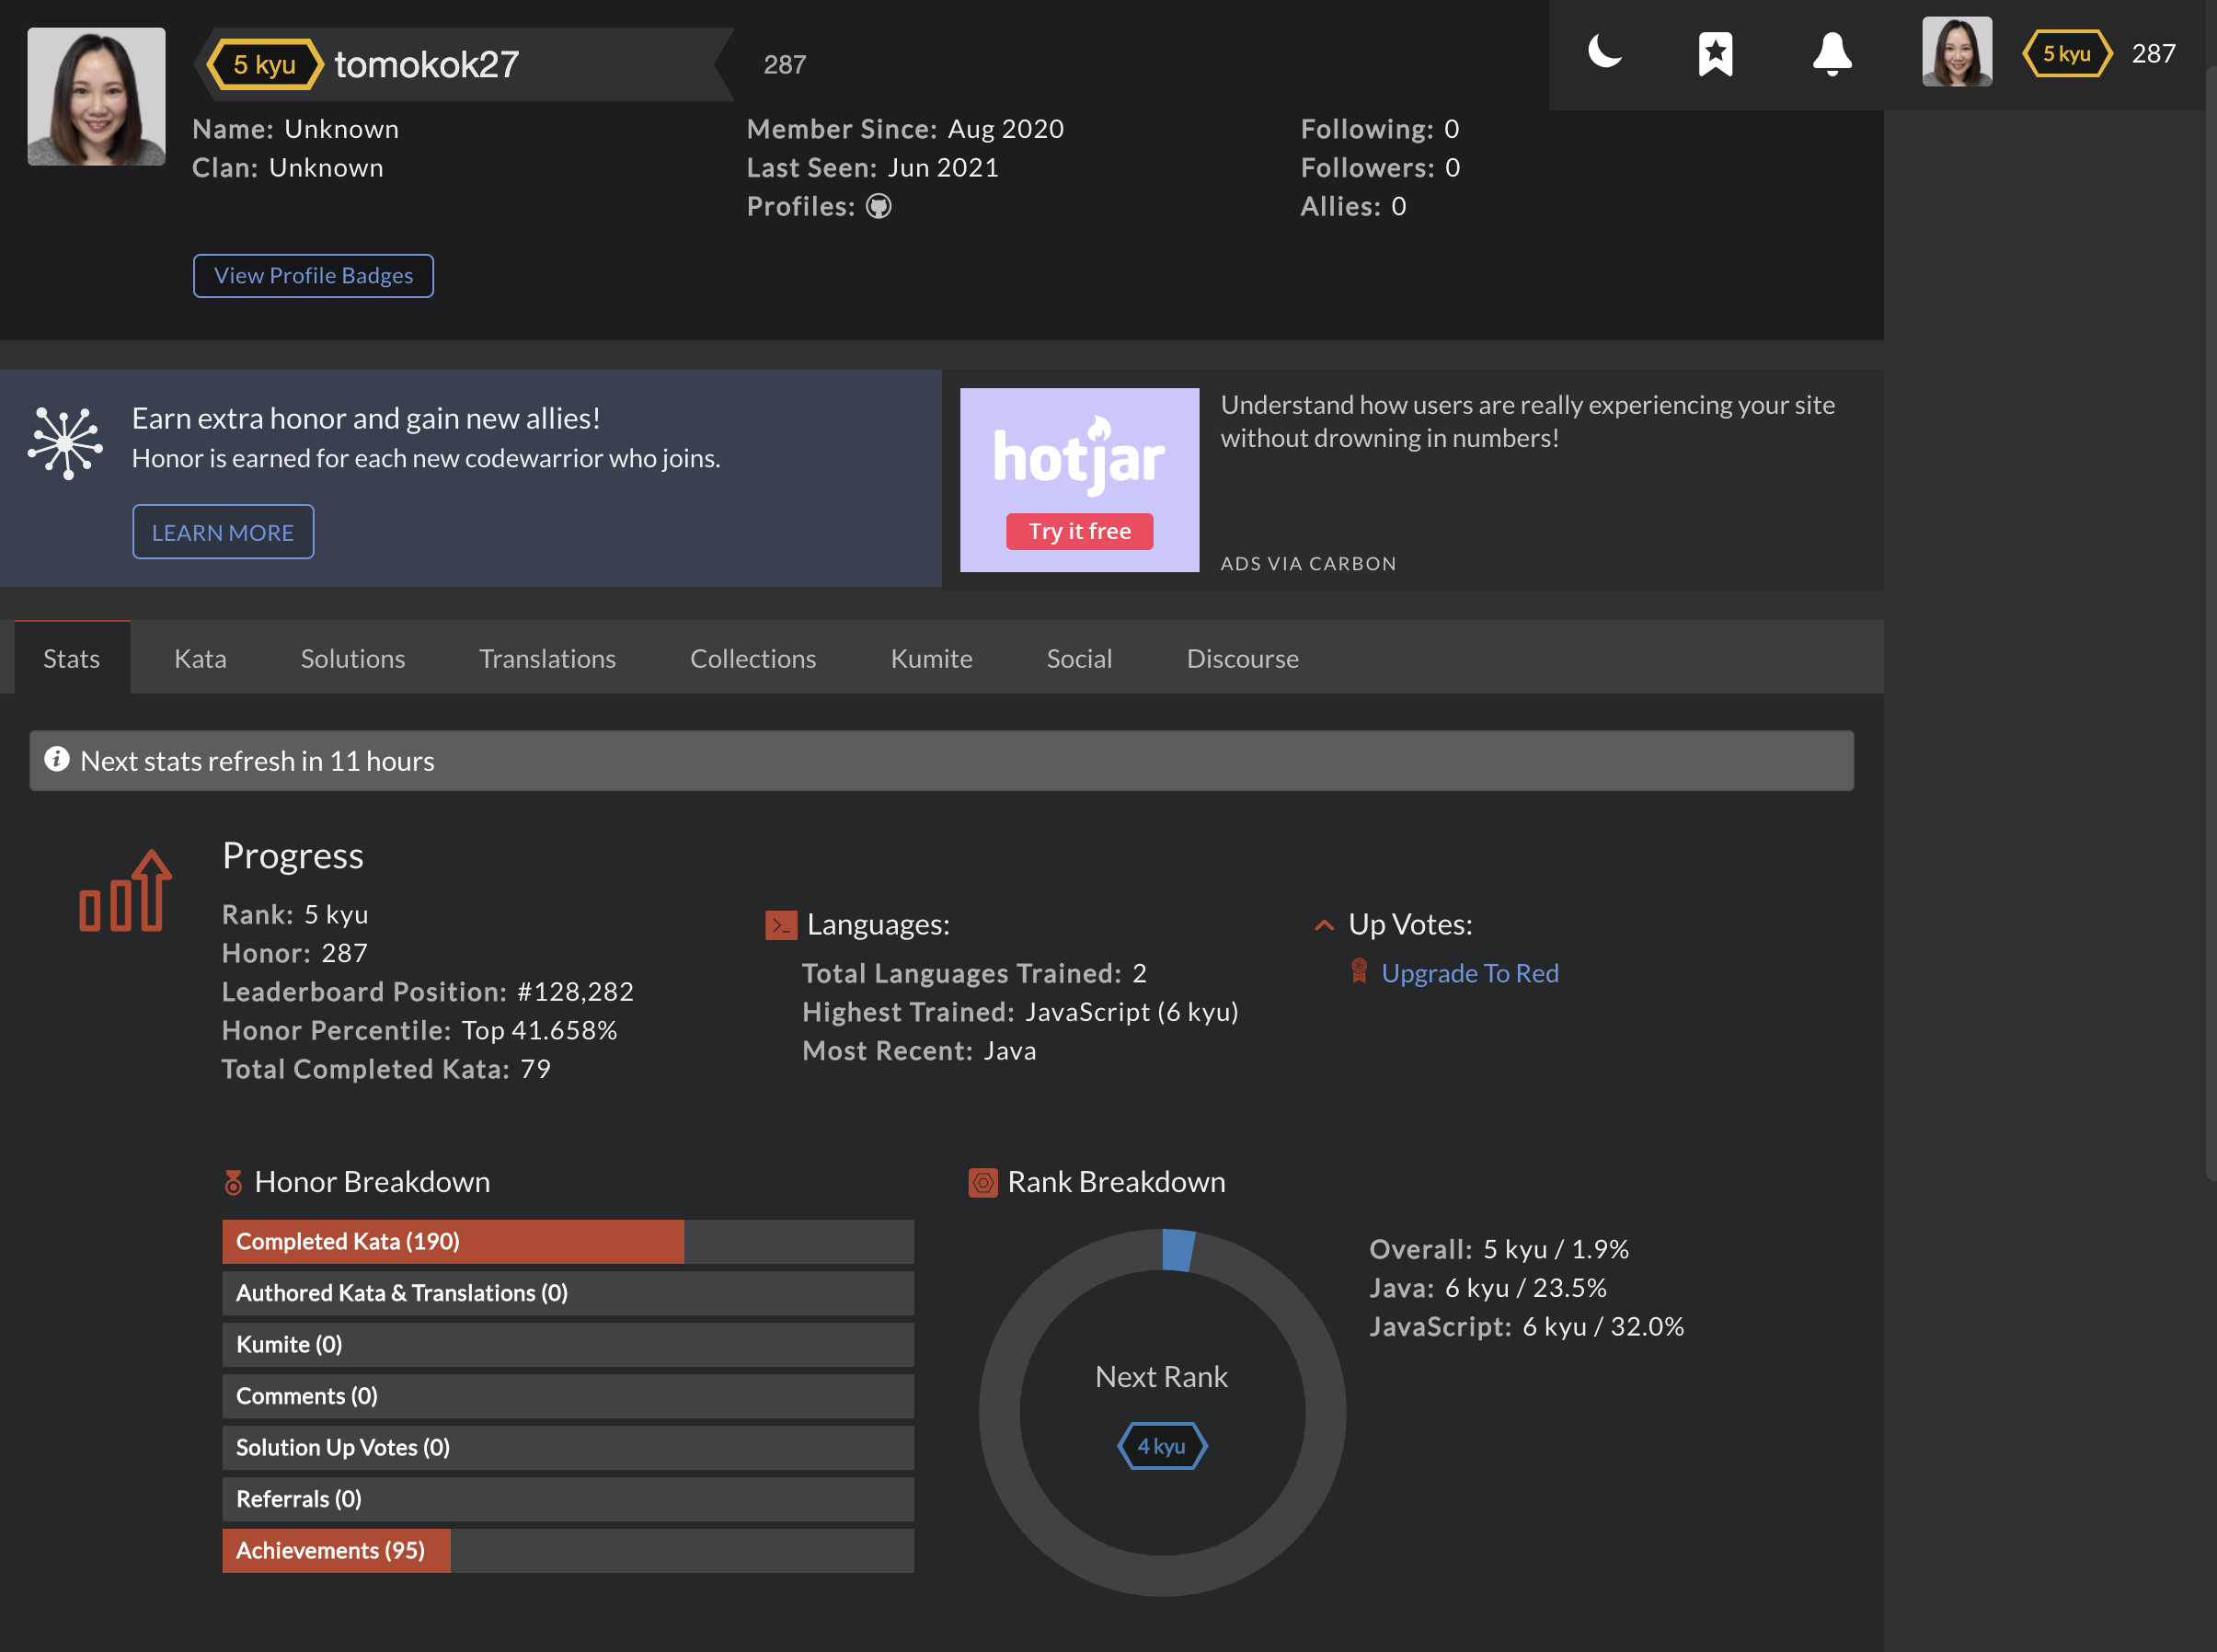 5 kyu tomokok27 287
5 kyu 287
Name: Unknown
Clan: Unknown
Member Since: Aug 2020
Last Seen: Jun 2021
Profiles:
Following: 0
Followers: 0
Allies: 0
View Profile Badges
Earn extra honor and gain new allies!
Honor is earned for each new codewarrior who joins.
LEARN MORE
hotjar
Try it free
Understand how users are really experiencing your site
without drowning in numbers!
ADS VIA CARBON
Stats Kata Solutions Translations Collections Kumite Social Discourse
Next stats refresh in 11 hours
Progress
Rank: 5 kyu
Honor: 287
Leaderboard Position: #128,282
Honor Percentile: Top 41.658%
Total Completed Kata: 79
Languages:
Total Languages Trained: 2
Highest Trained: JavaScript (6 kyu)
Most Recent: Java
Up Votes:
Upgrade To Red
Honor Breakdown
Completed Kata (190)
Authored Kata & Translations (0)
Kumite (0)
Comments (0)
Solution Up Votes (0)
Referrals (0)
Achievements (95)
Rank Breakdown
Next Rank
4 kyu
Overall: 5 kyu / 1.9%
Java: 6 kyu / 23.5%
JavaScript: 6 kyu / 32.0%